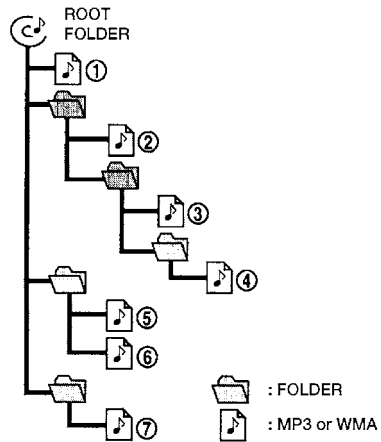 ROOT
FOLDER
①
②
③
④
⑤
⑥
⑦
: FOLDER
: MP3 or WMA